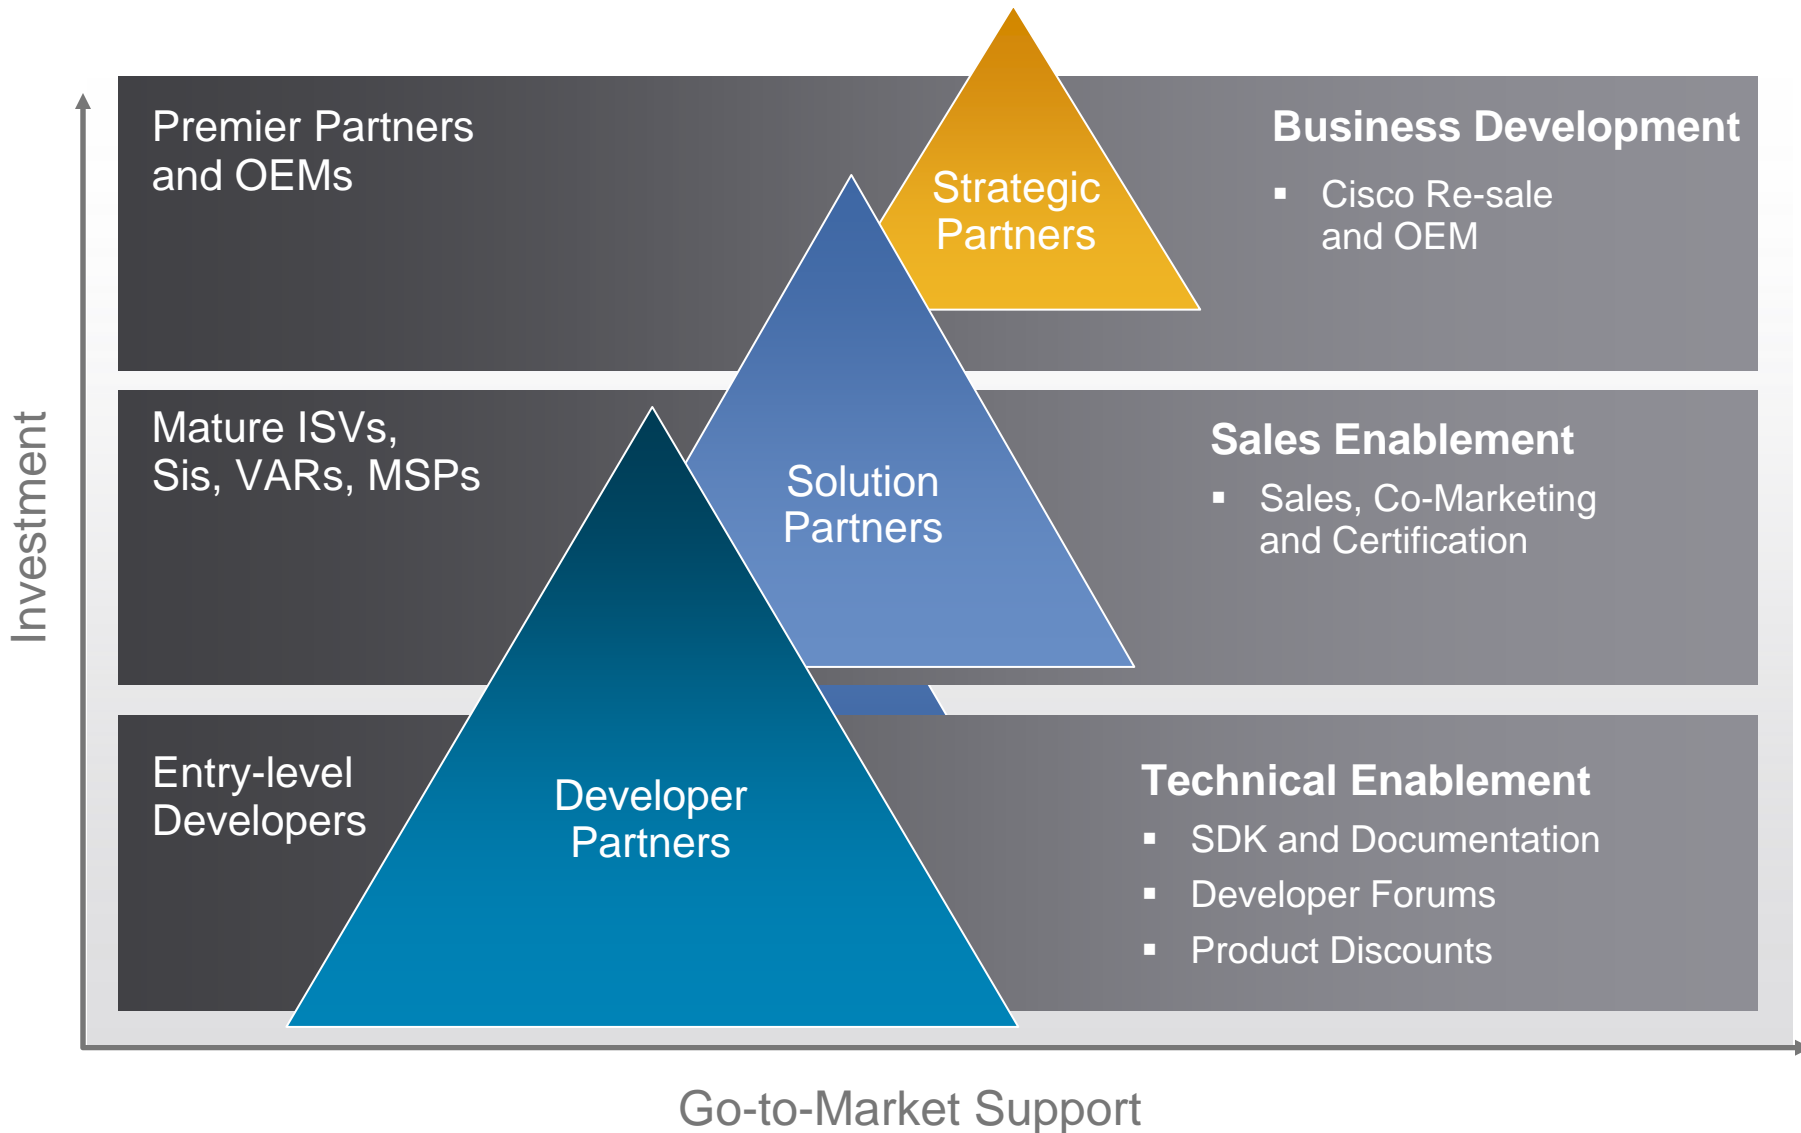 Premier Partners
and OEMs
Strategic
Partners
Business Development
▪ Cisco Re-sale
and OEM
Mature ISVs,
Sis, VARs, MSPs
Solution
Partners
Sales Enablement
▪ Sales, Co-Marketing
and Certification
Entry-level
Developers
Developer
Partners
Technical Enablement
▪ SDK and Documentation
▪ Developer Forums
▪ Product Discounts
Investment
Go-to-Market Support